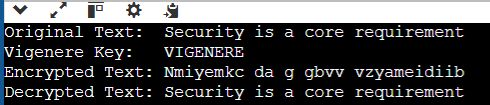 Original Text: Security is a core requirement
Vigenere Key: VIGENERE
Encrypted Text: Nmiyemkc da g gbvv vzyameidiib
Decrypted Text: Security is a core requirement